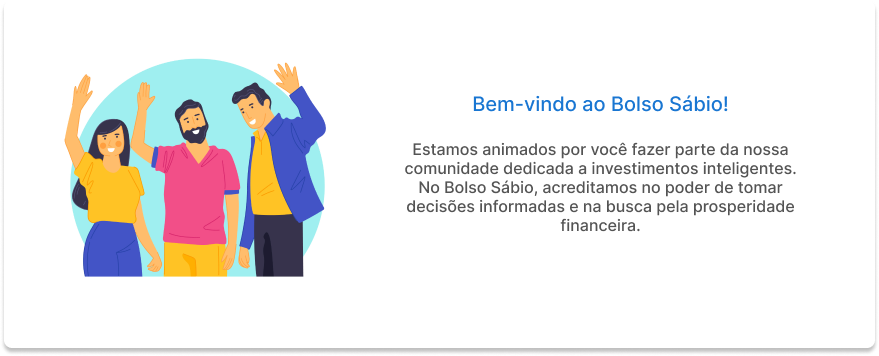 Bem-vindo ao Bolso Sábio!
Estamos animados por você fazer parte da nossa
comunidade dedicada a investimentos inteligentes.
No Bolso Sábio, acreditamos no poder de tomar
decisões informadas e na busca pela prosperidade
financeira.